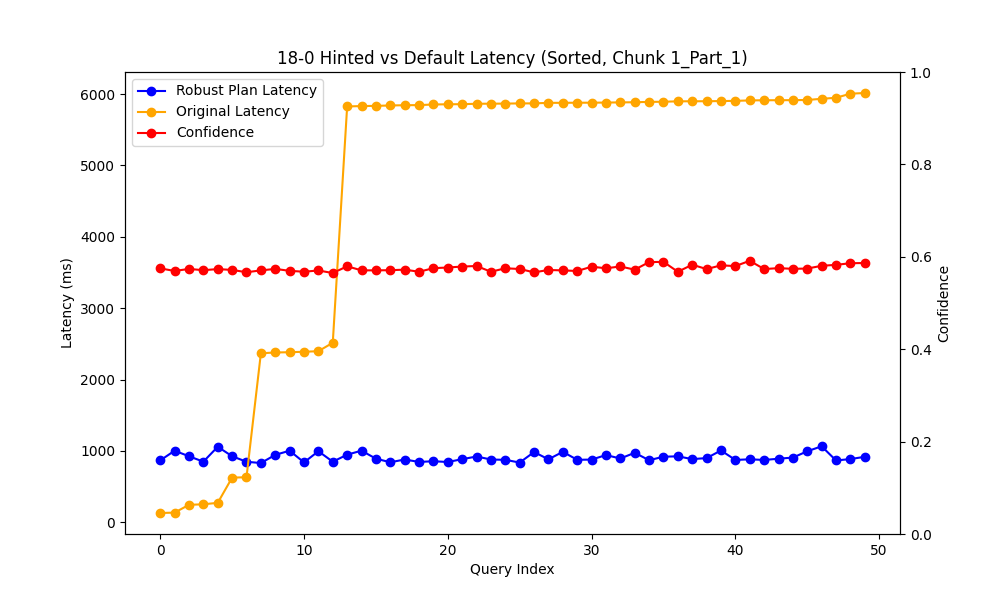 18-0 Hinted vs Default Latency (Sorted, Chunk 1_Part_1)
Robust Plan Latency
Original Latency
Confidence
6000
5000
4000
3000
2000
1000
0
Latency (ms)
1.0
0.8
0.6
0.4
0.2
0.0
Confidence
0
10
20
30
40
50
Query Index